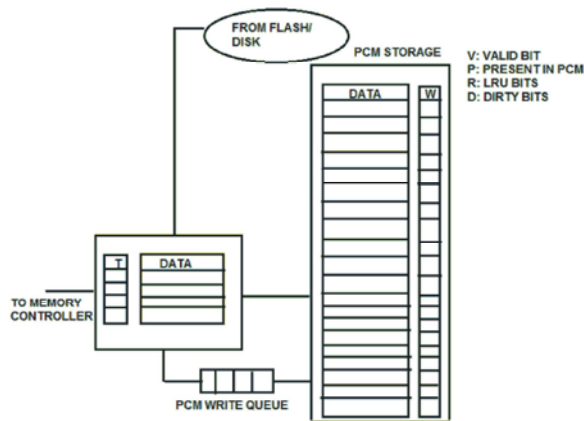 FROM FLASH/
DISK
PCM STORAGE
V: VALID BIT
P: PRESENT IN PCM
R: LRU BITS
D: DIRTY BITS
DATA
W
T
DATA
TO MEMORY
CONTROLLER
PCM WRITE QUEUE